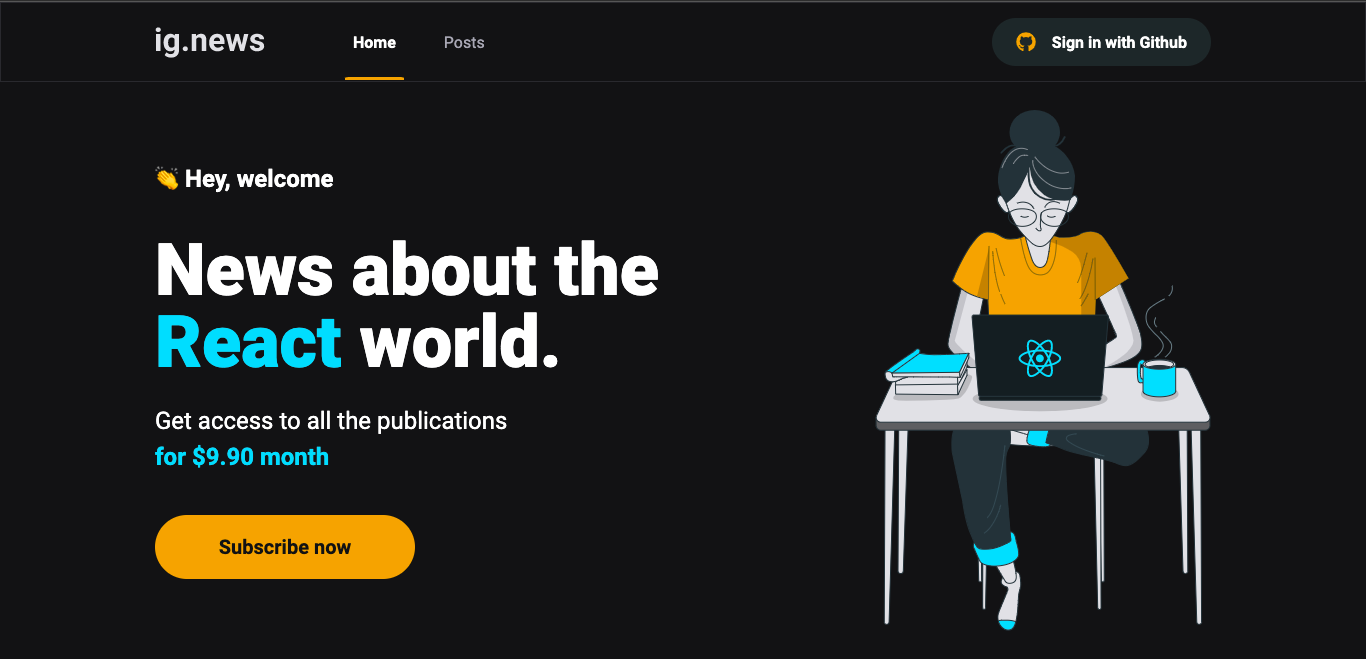 ig.news
Home
Posts
Sign in with Github
👏 Hey, welcome
News about the
React world.
Get access to all the publications
for $9.90 month
Subscribe now